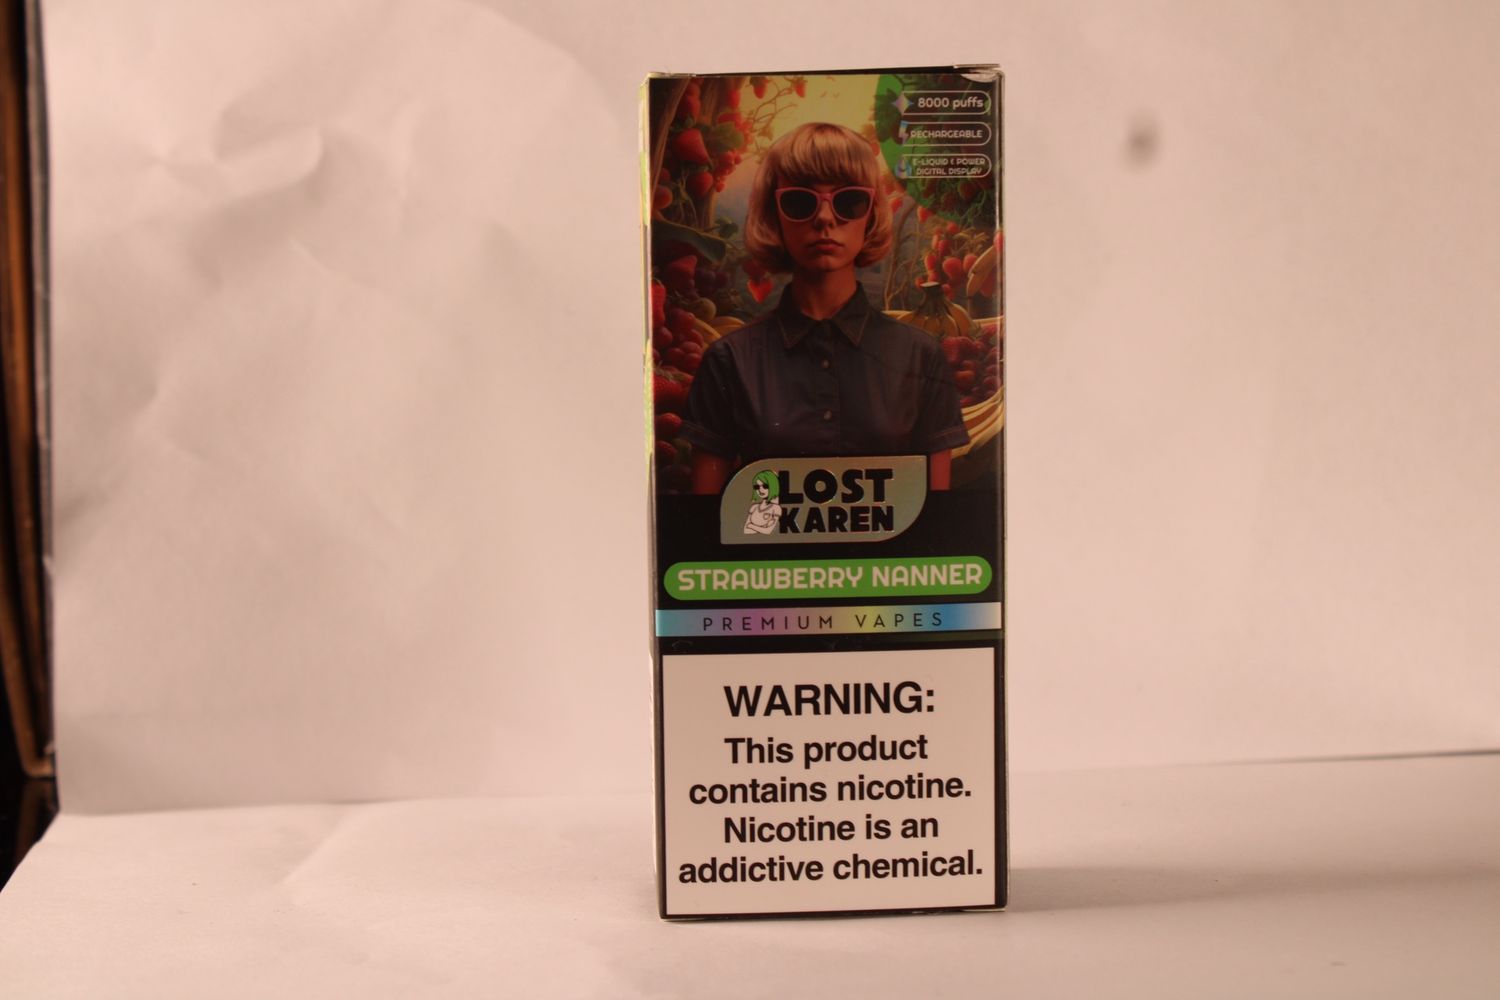 8000 puffs
RECHARGEABLE
E-LIQUID & POWER
DIGITAL DISPLAY
LOST
KAREN
STRAWBERRY NANNER
PREMIUM VAPES
WARNING:
This product
contains nicotine.
Nicotine is an
addictive chemical.